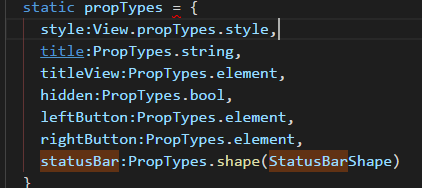 static propTypes = {
style:View.propTypes.style,
title:PropTypes.string,
titleView:PropTypes.element,
hidden:PropTypes.bool,
leftButton:PropTypes.element,
rightButton:PropTypes.element,
statusBar:PropTypes.shape(StatusBarShape)
}